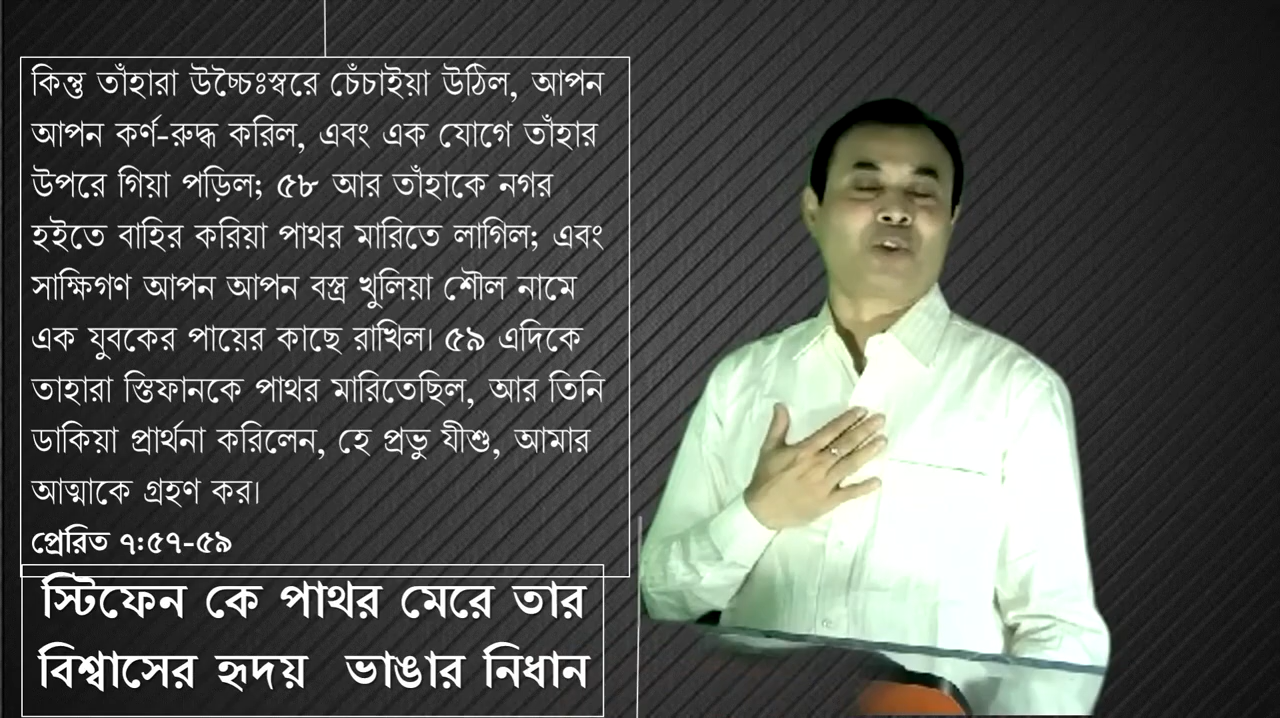 কিন্তু তাঁহারা উচ্চৈঃস্বরে চেঁচাইয়া উঠিল, আপন
আপন কর্ণ-রুদ্ধ করিল, এবং এক যোগে তাঁহার
উপরে গিয়া পড়িল; ৫৮ আর তাঁহাকে নগর
হইতে বাহির করিয়া পাথর মারিতে লাগিল; এবং
সাক্ষিগণ আপন আপন বস্ত্র খুলিয়া শৌল নামে
এক যুবকের পায়ের কাছে রাখিল। ৫৯ এদিকে
তাহারা স্তিফানকে পাথর মারিতেছিল, আর তিনি
ডাকিয়া প্রার্থনা করিলেন, হে প্রভু যীশু, আমার
আত্মাকে গ্রহণ কর।
প্রেরিত ৭:৫৭-৫৯
স্টিফেন কে পাথর মেরে তার
বিশ্বাসের হৃদয় ভাঙার নিধান